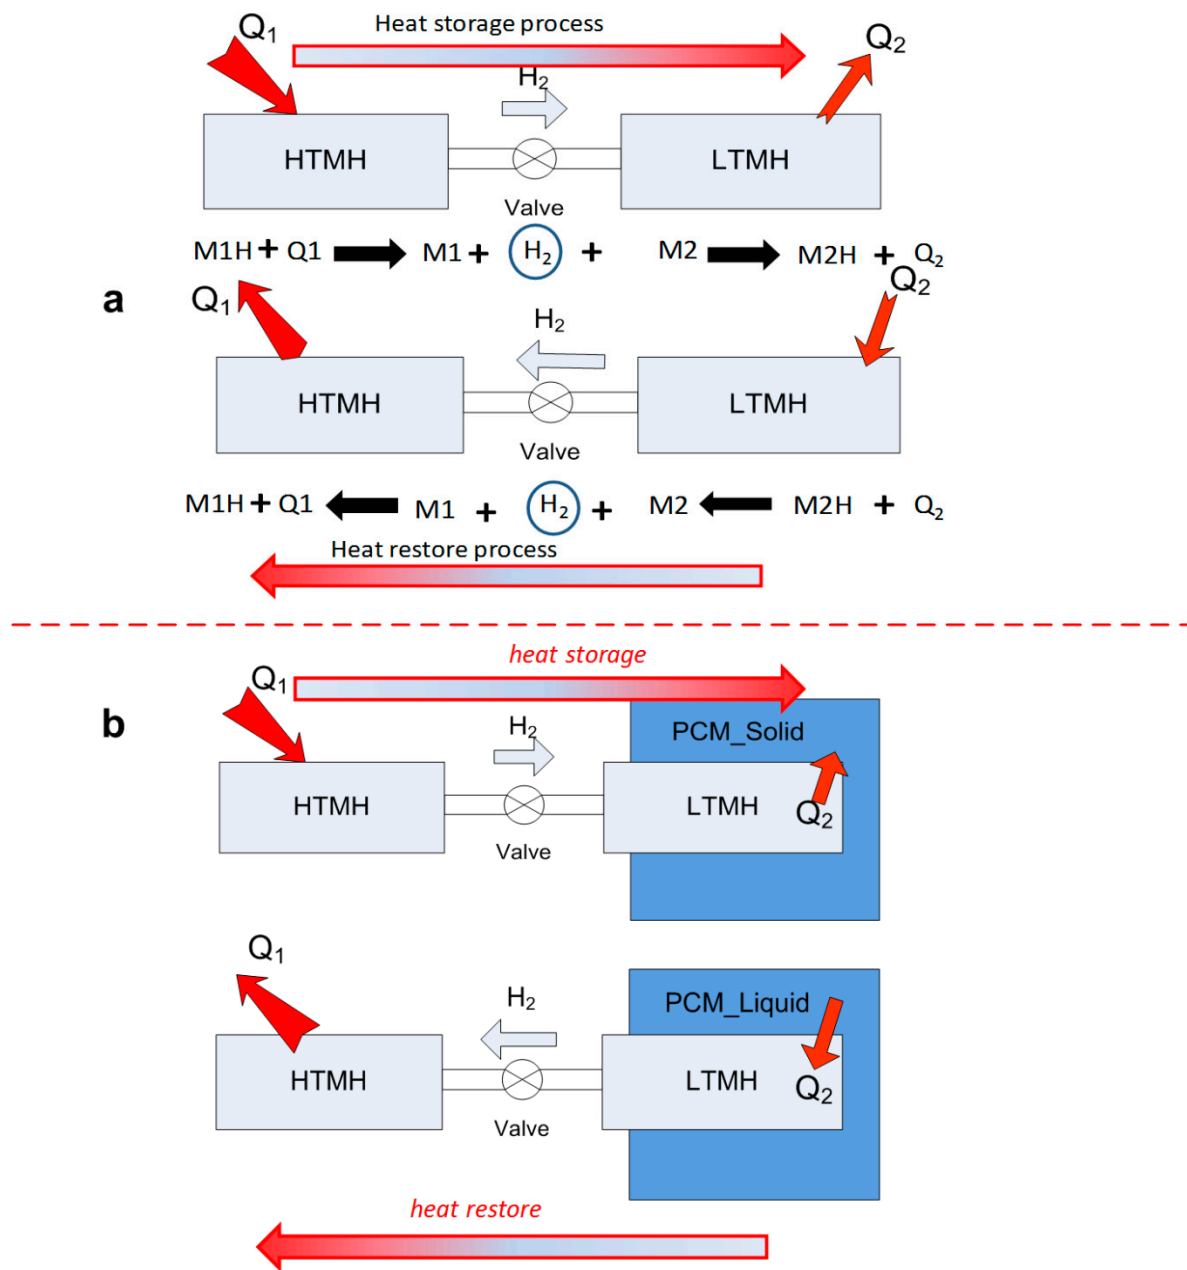 Q1
Heat storage process
Q2
H2
HTMH
LTMH
Valve
M1H + Q1 M1 + H2 + M2 M2H + Q2
a
Q1
H2
Q2
HTMH
LTMH
Valve
M1H + Q1 M1 + H2 + M2 M2H + Q2
Heat restore process
heat storage
b
Q1
H2
PCM_Solid
HTMH
LTMH
Q2
Valve
Q1
H2
PCM_Liquid
HTMH
LTMH
Q2
Valve
heat restore